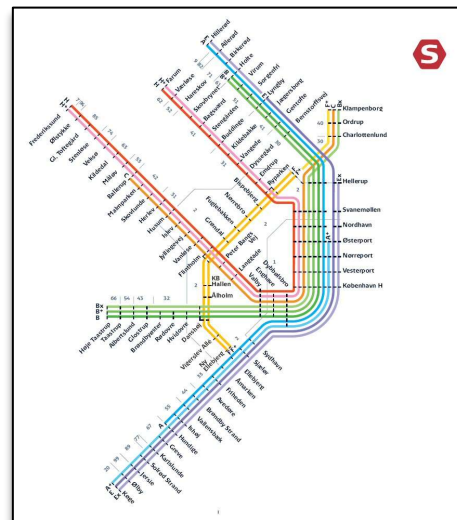 S
Hillerød
Allerød
Birkerød
Holte
Virum
Sorgenfri
Lyngby
Jægersborg
Gentofte
Bernstorffsvej
Klampenborg
Ordrup
Charlottenlund
Hellerup
Svanemøllen
Nordhavn
Østerport
Nørreport
Vesterport
København H
Farum
Værløse
Hareskov
Skovbrynet
Bagsværd
Stengården
Buddinge
Kildebakke
Vangede
Dyssegård
Emdrup
Ryparken
Bispebjerg
Nørrebro
Fuglebakken
Grøndal
Flintholm
KB
Hallen
Ålholm
Frederikssund
Ølstykke
Gl. Toftegård
Stenløse
Veksø
Kildedal
Måløv
Ballerup
Malmparken
Skovlunde
Herlev
Husum
Islev
Jyllingevej
Vanløse
Peter Bangs
Vej
Langgade
Valby
Enghave
Dybbølsbro
Bx
B+
B
Høje Taastrup
Taastrup
Albertslund
Glostrup
Brøndbyøster
Rødovre
Hvidovre
Danshøj
Vigerslev Alle
Ny
Ellebjerg
Sydhavn
Sjælør
Ellebjerg
Åmarken
Friheden
Avedøre
Brøndby Strand
Vallensbæk
Ishøj
Hundige
Greve
Karlslunde
Solrød Strand
Jersie
Ølby
Køge